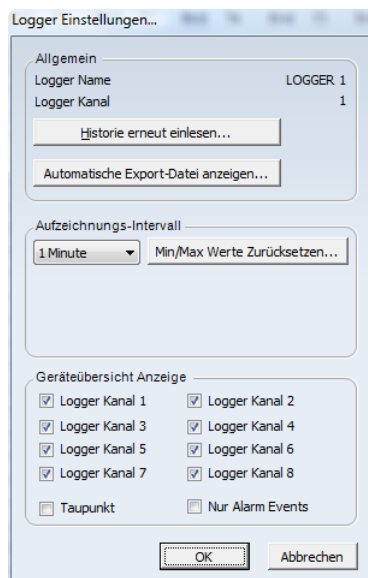 Logger Einstellungen...
Allgemein
Logger Name LOGGER 1
Logger Kanal 1
Historie erneut einlesen...
Automatische Export-Datei anzeigen...
Aufzeichnungs-Intervall
1 Minute Min/Max Werte Zurücksetzen...
Geräteübersicht Anzeige
Logger Kanal 1 Logger Kanal 2
Logger Kanal 3 Logger Kanal 4
Logger Kanal 5 Logger Kanal 6
Logger Kanal 7 Logger Kanal 8
Taupunkt Nur Alarm Events
OK Abbrechen